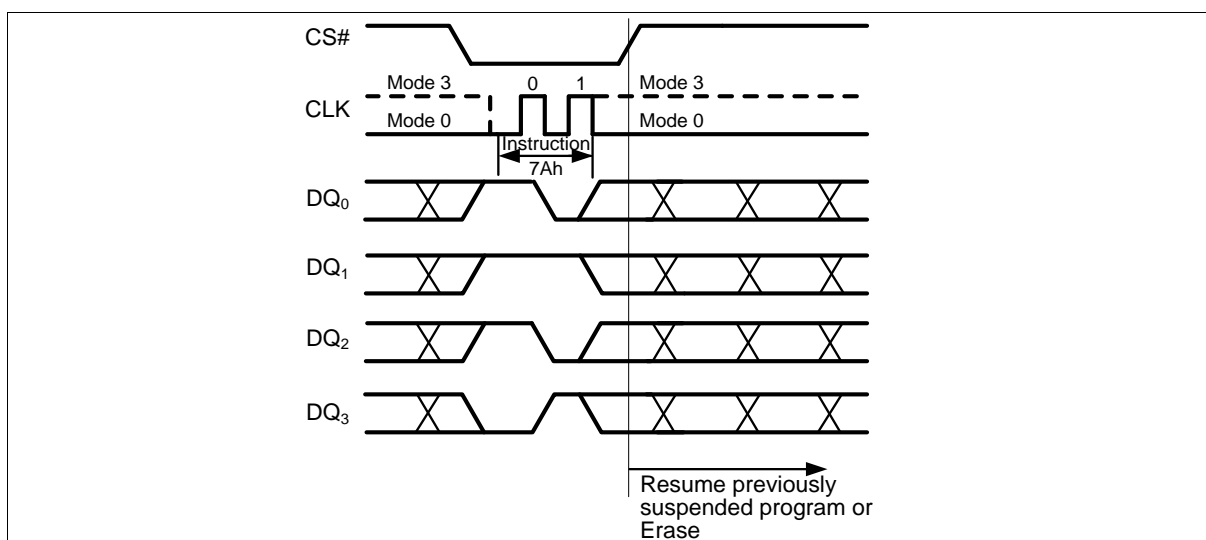 CS#
Mode 3 0 1 Mode 3
CLK
Mode 0 Mode 0
Instruction
7Ah
DQ0
DQ1
DQ2
DQ3
Resume previously
suspended program or
Erase